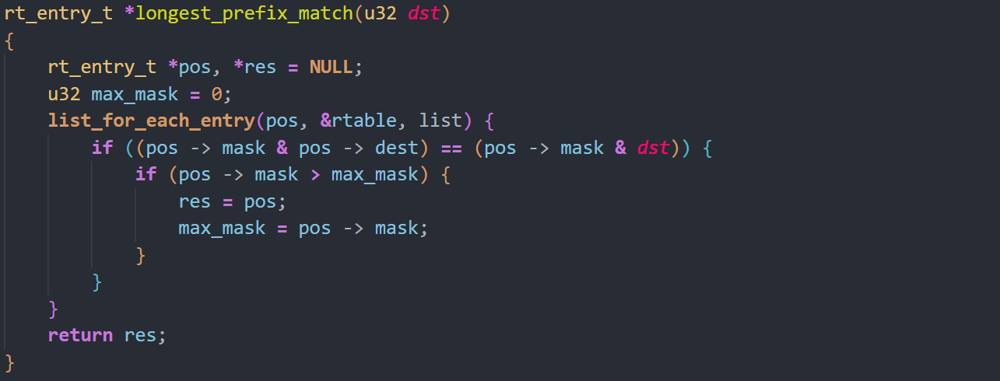 rt_entry_t *longest_prefix_match(u32 dst)
{
    rt_entry_t *pos, *res = NULL;
    u32 max_mask = 0;
    list_for_each_entry(pos, &rtable, list) {
        if ((pos -> mask & pos -> dest) == (pos -> mask & dst)) {
            if (pos -> mask > max_mask) {
                res = pos;
                max_mask = pos -> mask;
            }
        }
    }
    return res;
}